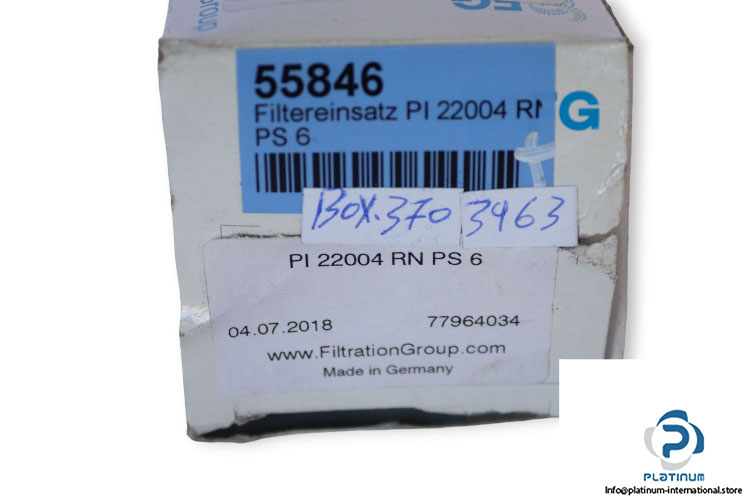 55846
Filtereinsatz PI 22004 RN
PS 6
BOX.370 3463
PI 22004 RN PS 6
04.07.2018 77964034
www.FiltrationGroup.com
Made in Germany
PLATINUM
Info@platinum-international.store